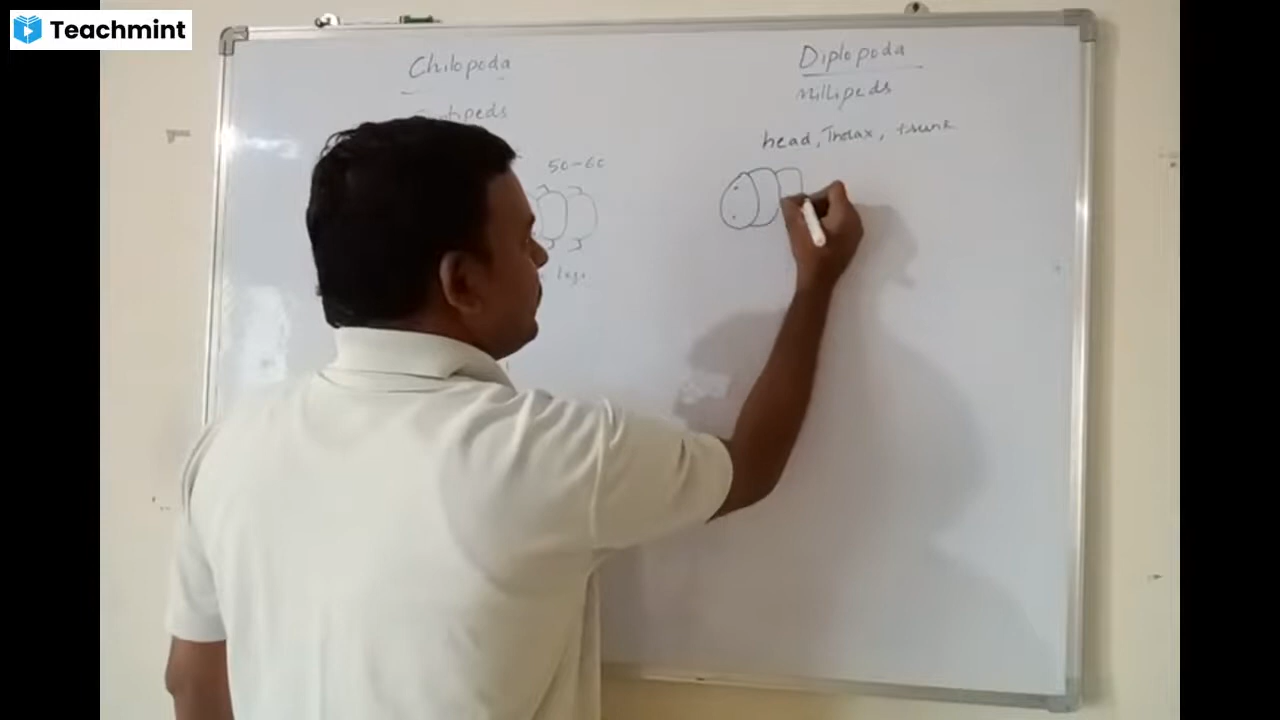 Teachmint
Chilopoda
Diplopoda
Millipeds
head, Thorax, trunk
50-60
legs